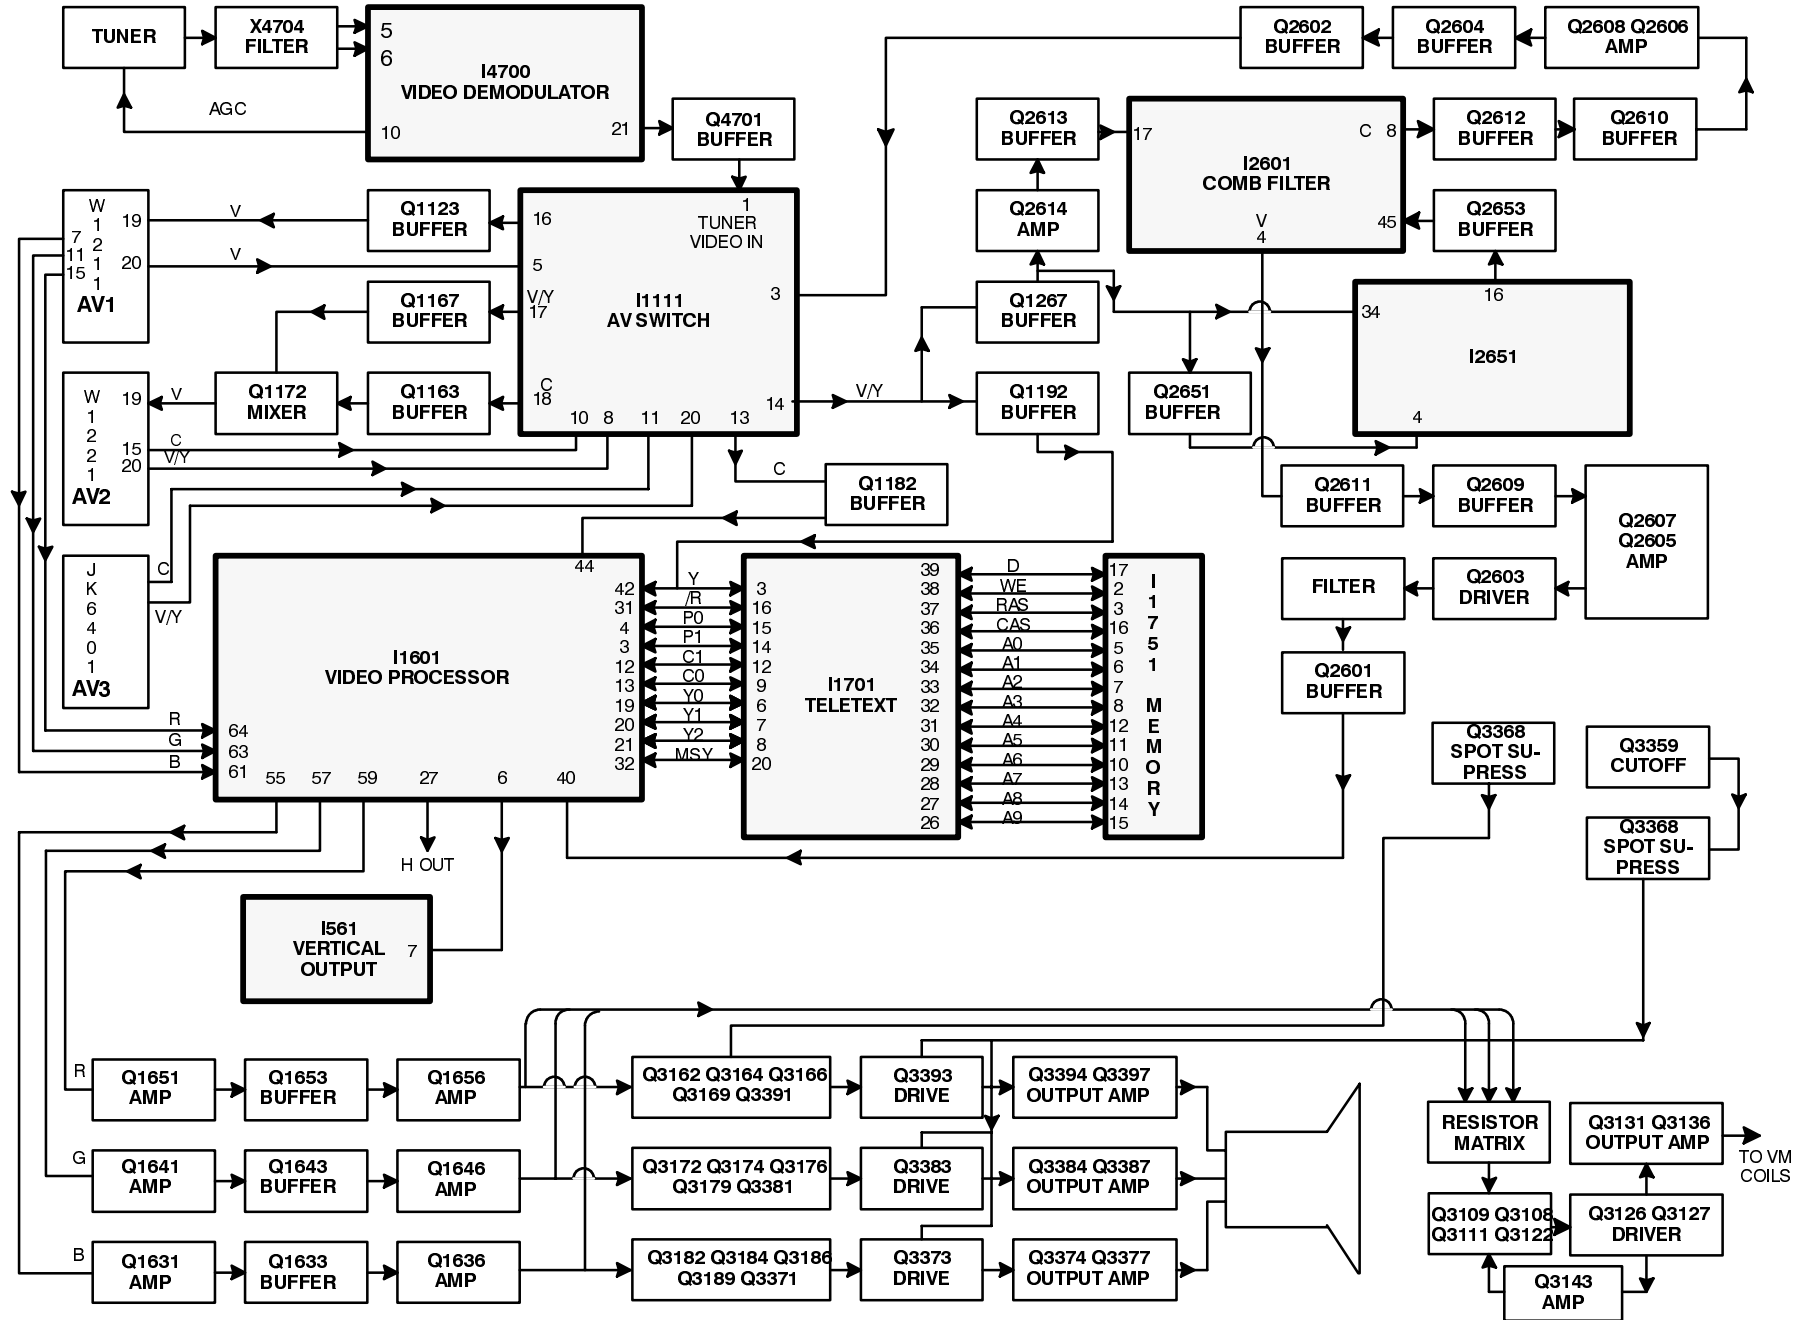 TUNER
X4704
FILTER
5
6
I4700
VIDEO DEMODULATOR
10
21
AGC
Q4701
BUFFER
Q2602
BUFFER
Q2604
BUFFER
Q2608 Q2606
AMP
Q2613
BUFFER
17
I2601
COMB FILTER
C 8
V
4
45
Q2612
BUFFER
Q2610
BUFFER
W
1
2
1
1
AV1
19
7
11
15
20
V
V
Q1123
BUFFER
16
1
TUNER
VIDEO IN
5
V/Y
17
I1111
AV SWITCH
3
C
18
10
8
11
20
13
14
Q2614
AMP
Q2653
BUFFER
Q1167
BUFFER
Q1267
BUFFER
16
34
I2651
4
W
1
2
2
1
AV2
19
15
20
V
C
V/Y
Q1172
MIXER
Q1163
BUFFER
V/Y
Q1192
BUFFER
Q2651
BUFFER
C
Q1182
BUFFER
Q2611
BUFFER
Q2609
BUFFER
Q2607
Q2605
AMP
J
K
6
4
0
1
AV3
C
V/Y
R
G
B
44
I1601
VIDEO PROCESSOR
64
63
61
42
31
4
3
12
13
19
20
21
32
55
57
59
27
6
40
Y
/R
P0
P1
C1
C0
Y0
Y1
Y2
MSY
3
16
15
14
12
9
6
7
8
20
I1701
TELETEXT
39
38
37
36
35
34
33
32
31
30
29
28
27
26
D
WE
RAS
CAS
A0
A1
A2
A3
A4
A5
A6
A7
A8
A9
17
2
3
16
5
6
7
8
12
11
10
13
14
15
I
1
7
5
1
M
E
M
O
R
Y
FILTER
Q2603
DRIVER
Q2601
BUFFER
Q3368
SPOT SU-
PRESS
Q3359
CUTOFF
Q3368
SPOT SU-
PRESS
H OUT
I561
VERTICAL
OUTPUT
7
R
Q1651
AMP
Q1653
BUFFER
Q1656
AMP
Q3162 Q3164 Q3166
Q3169 Q3391
Q3393
DRIVE
Q3394 Q3397
OUTPUT AMP
G
Q1641
AMP
Q1643
BUFFER
Q1646
AMP
Q3172 Q3174 Q3176
Q3179 Q3381
Q3383
DRIVE
Q3384 Q3387
OUTPUT AMP
B
Q1631
AMP
Q1633
BUFFER
Q1636
AMP
Q3182 Q3184 Q3186
Q3189 Q3371
Q3373
DRIVE
Q3374 Q3377
OUTPUT AMP
RESISTOR
MATRIX
Q3131 Q3136
OUTPUT AMP
TO VM
COILS
Q3109 Q3108
Q3111 Q3122
Q3126 Q3127
DRIVER
Q3143
AMP